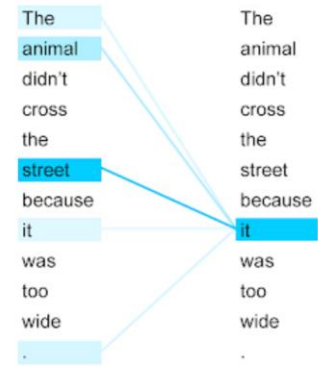 The The
animal animal
didn't didn't
cross cross
the the
street street
because because
it it
was was
too too
wide wide
. .